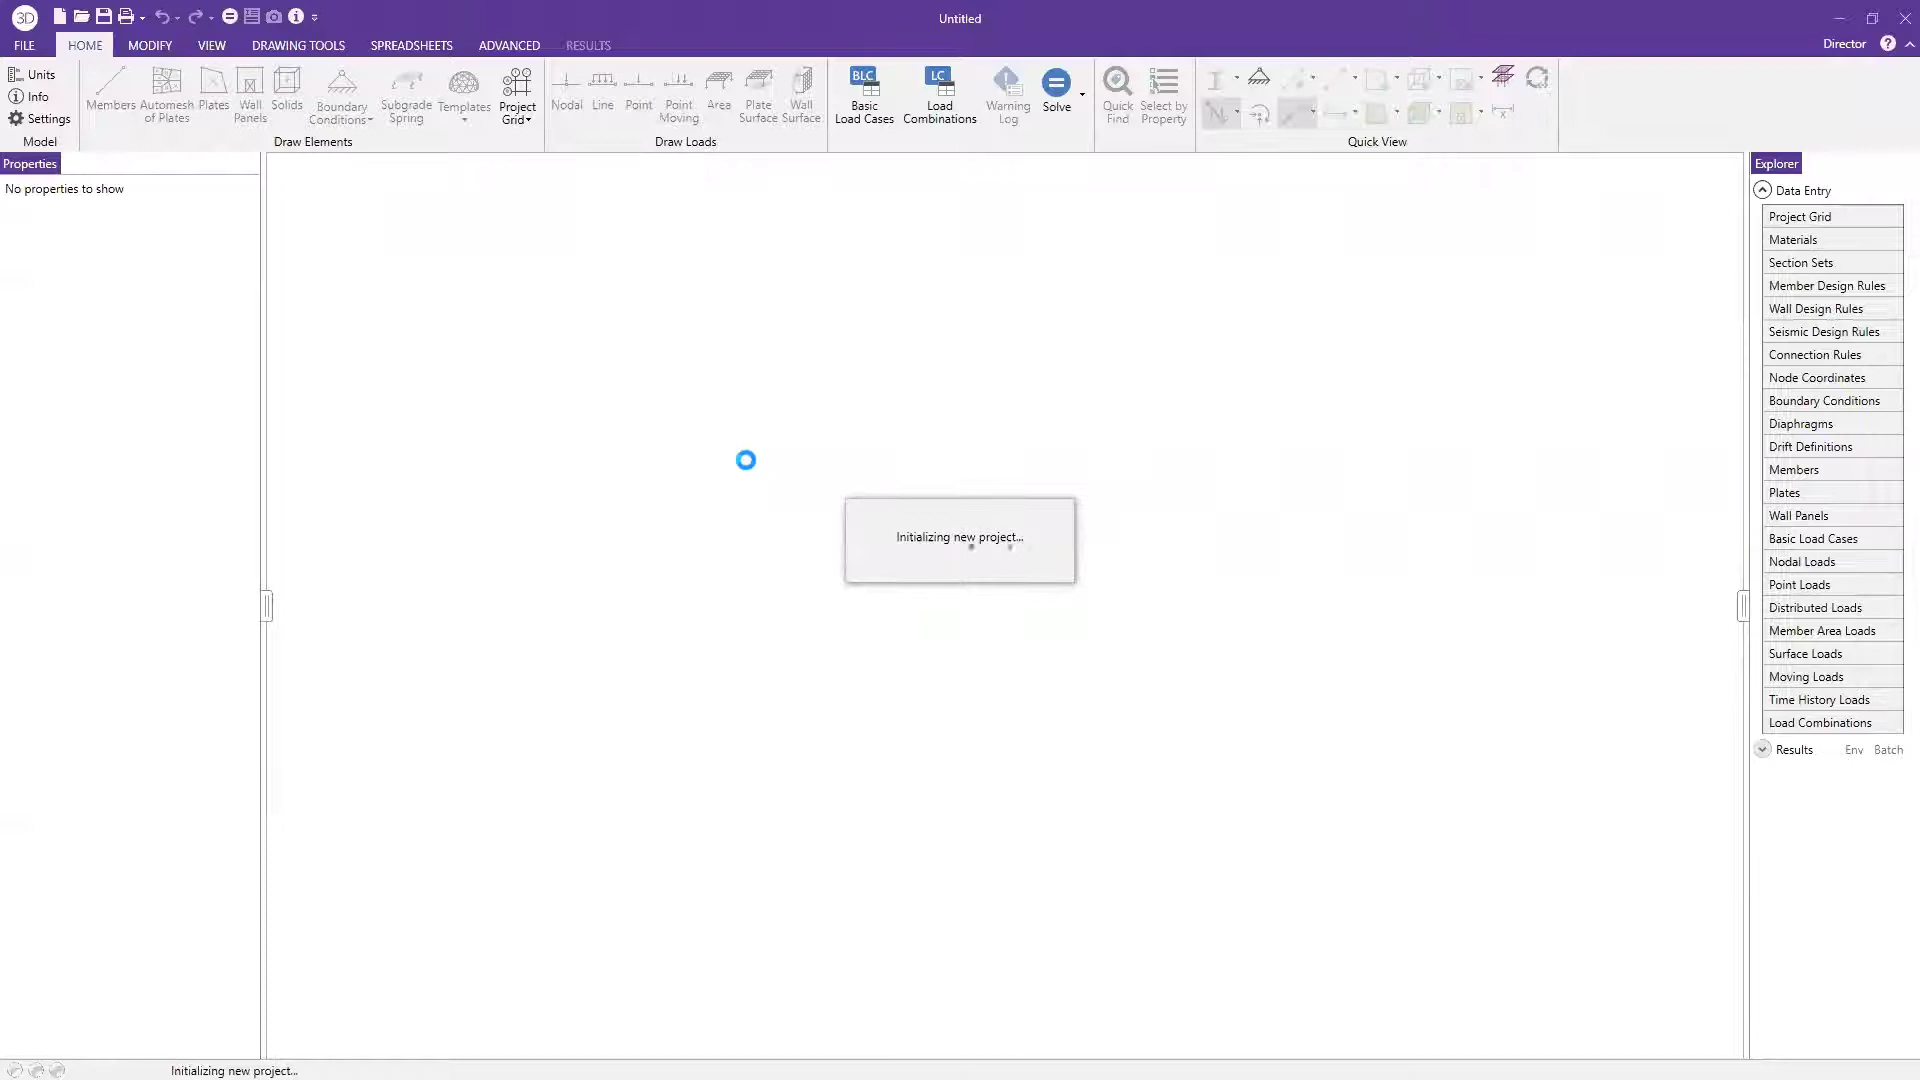 3D
Untitled
FILE HOME MODIFY VIEW DRAWING TOOLS SPREADSHEETS ADVANCED RESULTS
Director ?
Units
Info
Settings
Model
Members
Automesh of Plates
Plates
Wall Panels
Solids
Boundary Conditions
Subgrade Spring
Templates
Project Grid
Draw Elements
Nodal
Line
Point
Point Moving
Area
Plate Surface
Wall Surface
Draw Loads
BLC
Basic Load Cases
LC
Load Combinations
Warning Log
Solve
Quick Find
Select by Property
Quick View
Properties
No properties to show
Initializing new project...
Explorer
Data Entry
Project Grid
Materials
Section Sets
Member Design Rules
Wall Design Rules
Seismic Design Rules
Connection Rules
Node Coordinates
Boundary Conditions
Diaphragms
Drift Definitions
Members
Plates
Wall Panels
Basic Load Cases
Nodal Loads
Point Loads
Distributed Loads
Member Area Loads
Surface Loads
Moving Loads
Time History Loads
Load Combinations
Results Env Batch
Initializing new project...